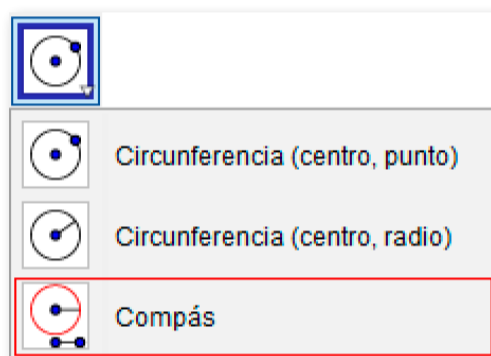 Circunferencia (centro, punto)
Circunferencia (centro, radio)
Compás